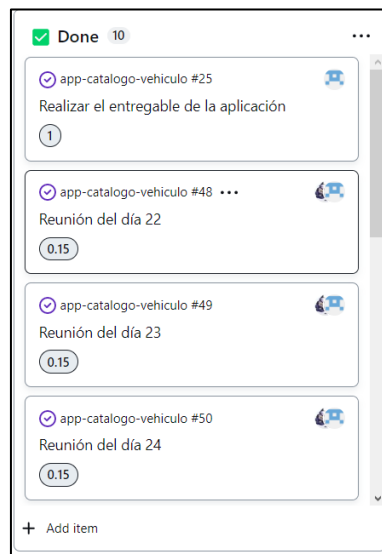 Done 10
app-catalogo-vehiculo #25
Realizar el entregable de la aplicación
1
app-catalogo-vehiculo #48
Reunión del día 22
0.15
app-catalogo-vehiculo #49
Reunión del día 23
0.15
app-catalogo-vehiculo #50
Reunión del día 24
0.15
+ Add item